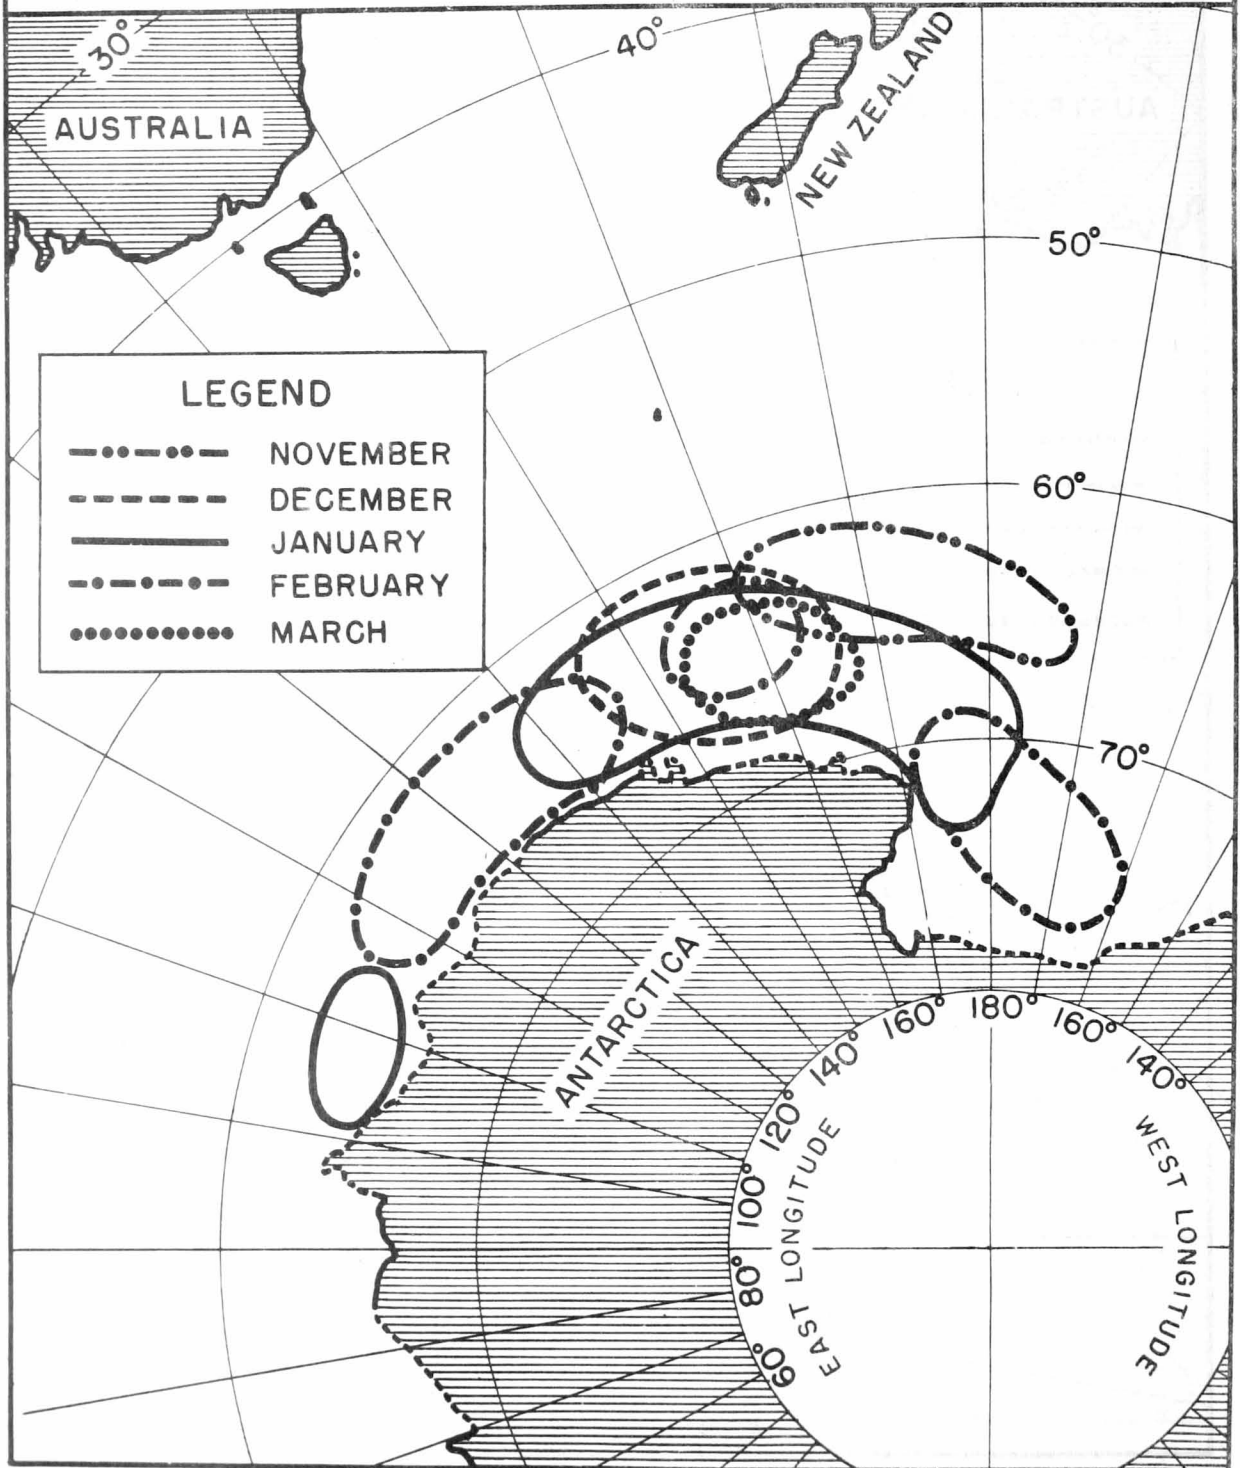 30°
40°
AUSTRALIA
NEW ZEALAND
50°
LEGEND
NOVEMBER
DECEMBER
JANUARY
FEBRUARY
MARCH
60°
70°
ANTARCTICA
160° 180° 160°
140° 140°
120°
100°
80°
60°
EAST LONGITUDE
WEST LONGITUDE